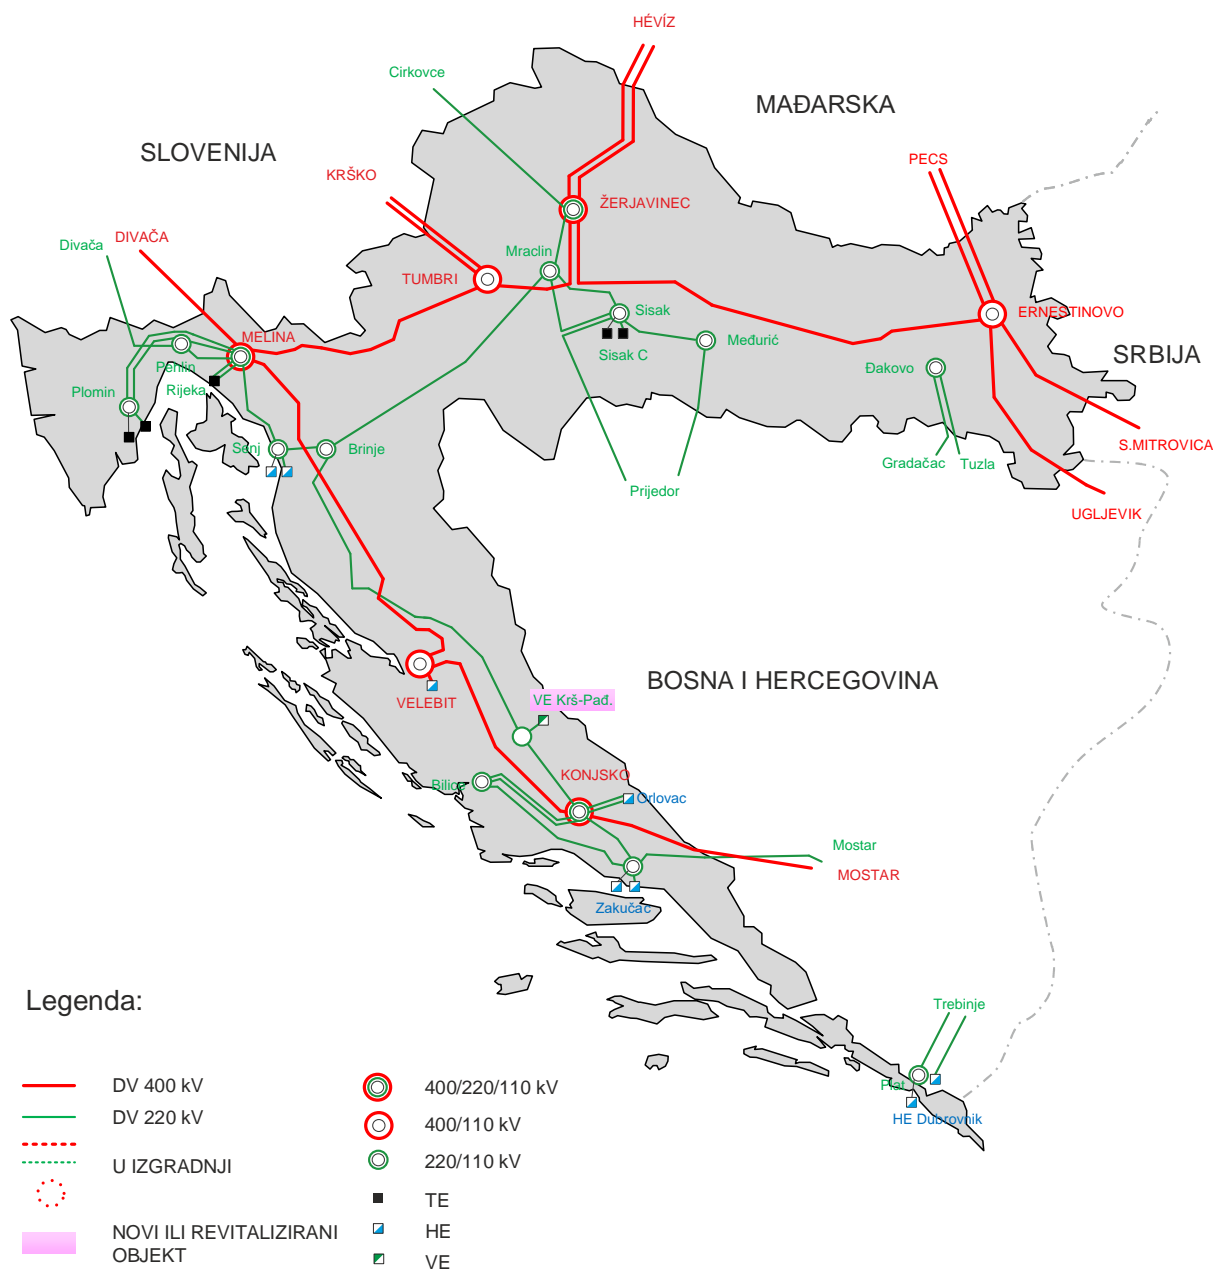 HÉVÍZ
Cirkovce
MAĐARSKA
SLOVENIJA
PECS
KRŠKO
ŽERJAVINEC
DIVAČA
Divača
Mraclin
TUMBRI
Sisak
ERNESTINOVO
MELINA
Međurić
SRBIJA
Sisak C
Pehlin
Đakovo
Rijeka
Plomin
S.MITROVICA
Senj
Brinje
Gradačac
Tuzla
Prijedor
UGLJEVIK
BOSNA I HERCEGOVINA
VELEBIT
VE Krš-Pađ.
KONJSKO
Bilice
Orlovac
Mostar
MOSTAR
Zakučac
Trebinje
Plat
HE Dubrovnik
Legenda:
DV 400 kV
DV 220 kV
U IZGRADNJI
NOVI ILI REVITALIZIRANI
OBJEKT
400/220/110 kV
400/110 kV
220/110 kV
TE
HE
VE